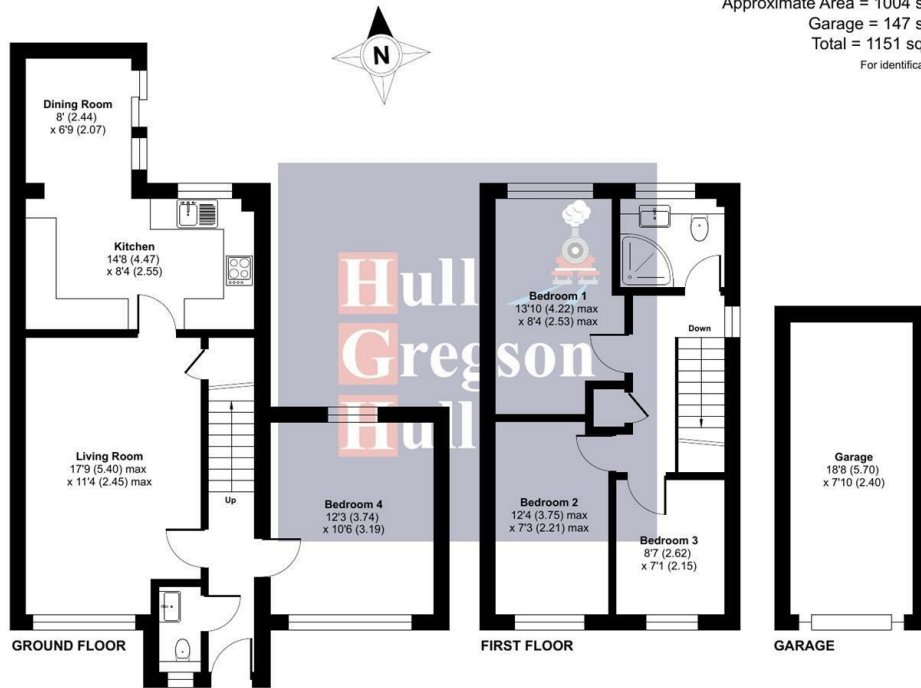 Approximate Area = 1004 s
Garage = 147 s
Total = 1151 sq
For identifica
N
Dining Room
8' (2.44)
x 6'9 (2.07)
Kitchen
14'8 (4.47)
x 8'4 (2.55)
Living Room
17'9 (5.40) max
x 11'4 (2.45) max
Up
Bedroom 4
12'3 (3.74)
x 10'6 (3.19)
GROUND FLOOR
Hull
Gregson
Hull
Bedroom 1
13'10 (4.22) max
x 8'4 (2.53) max
Down
Bedroom 2
12'4 (3.75) max
x 7'3 (2.21) max
Bedroom 3
8'7 (2.62)
x 7'1 (2.15)
FIRST FLOOR
Garage
18'8 (5.70)
x 7'10 (2.40)
GARAGE